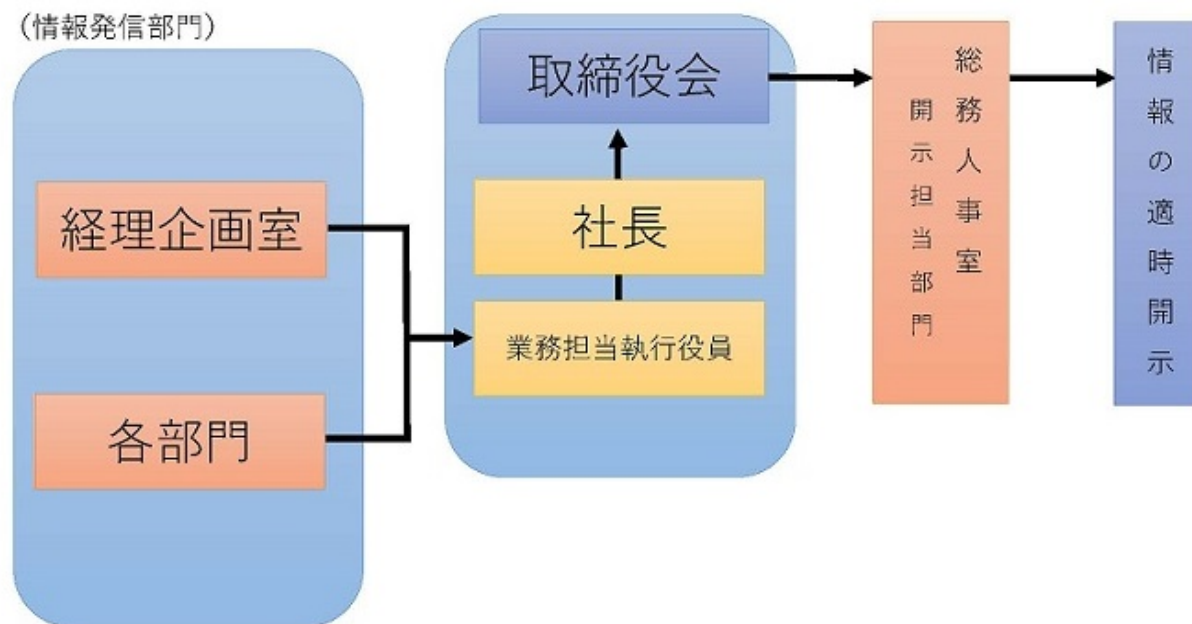 （情報発信部門）
経理企画室
各部門
取締役会
社長
業務担当執行役員
総務人事室
開示担当部門
情報の適時開示